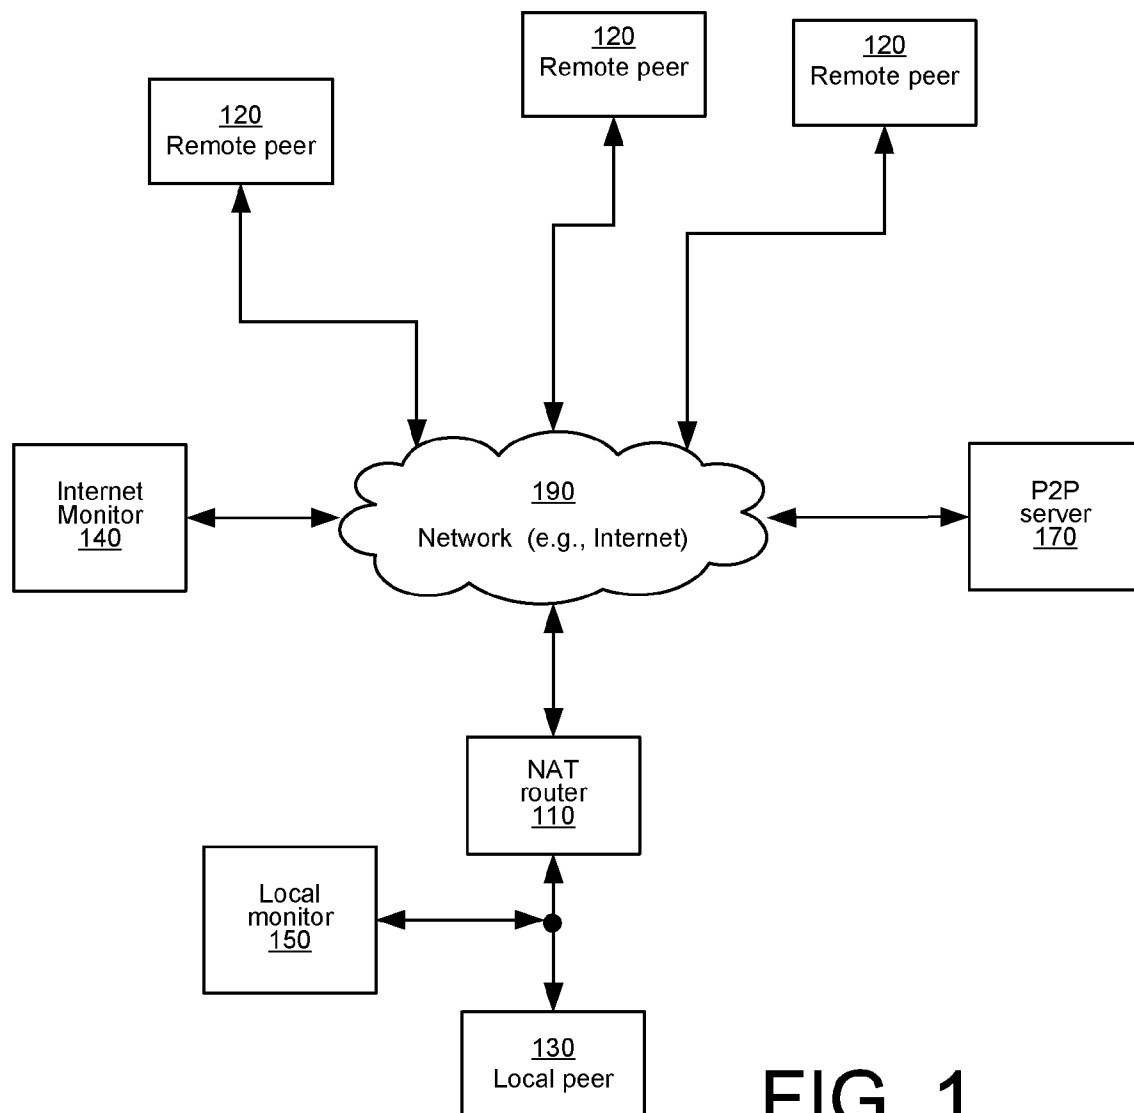 120
Remote peer
120
Remote peer
120
Remote peer
Internet
Monitor
140
190
Network (e.g., Internet)
P2P
server
170
NAT
router
110
Local
monitor
150
130
Local peer
FIG. 1